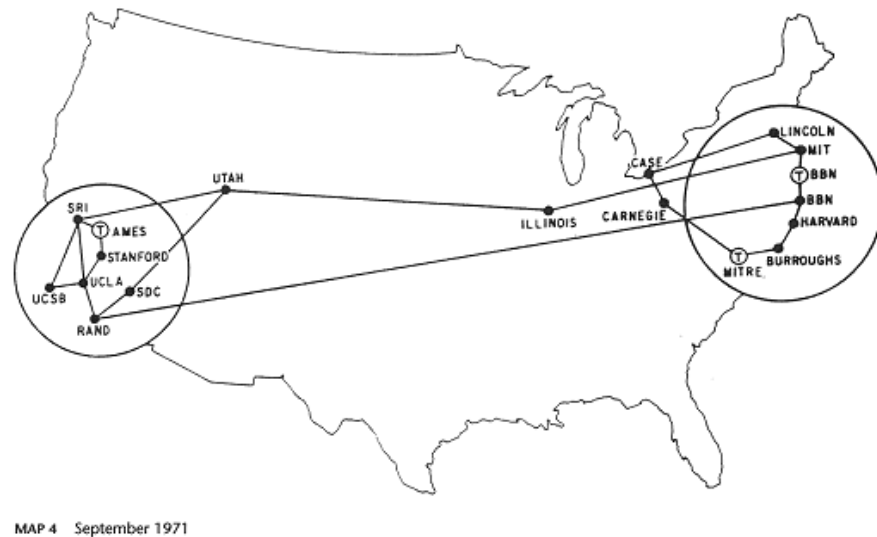 LINCOLN
MIT
CASE
UTAH
T BBN
SRI
BBN
ILLINOIS
CARNEGIE
T AMES
HARVARD
STANFORD
T
BURROUGHS
MITRE
UCSB
UCLA
SDC
RAND
MAP 4 September 1971